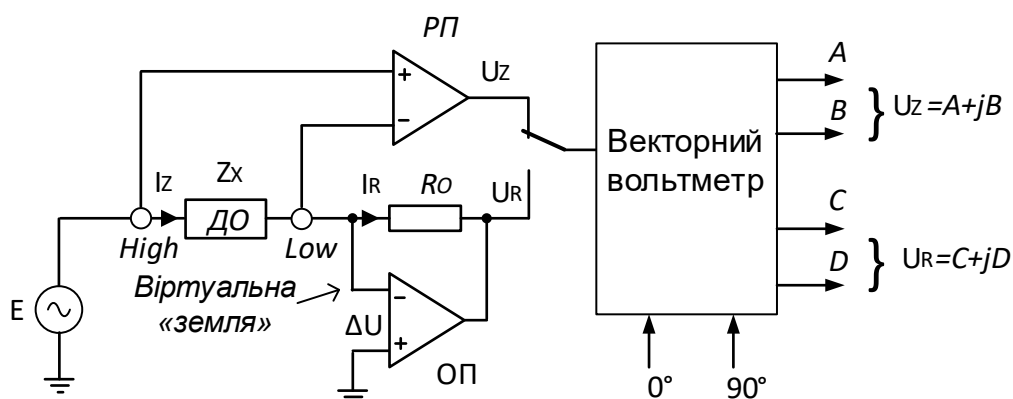 РП
UZ
A
B
} UZ =A+jB
Векторний
вольтметр
C
D
} UR=C+jD
IZ
ZX
ДО
High
Low
IR
RO
UR
E
Віртуальна
«земля»
ΔU
ОП
0°
90°